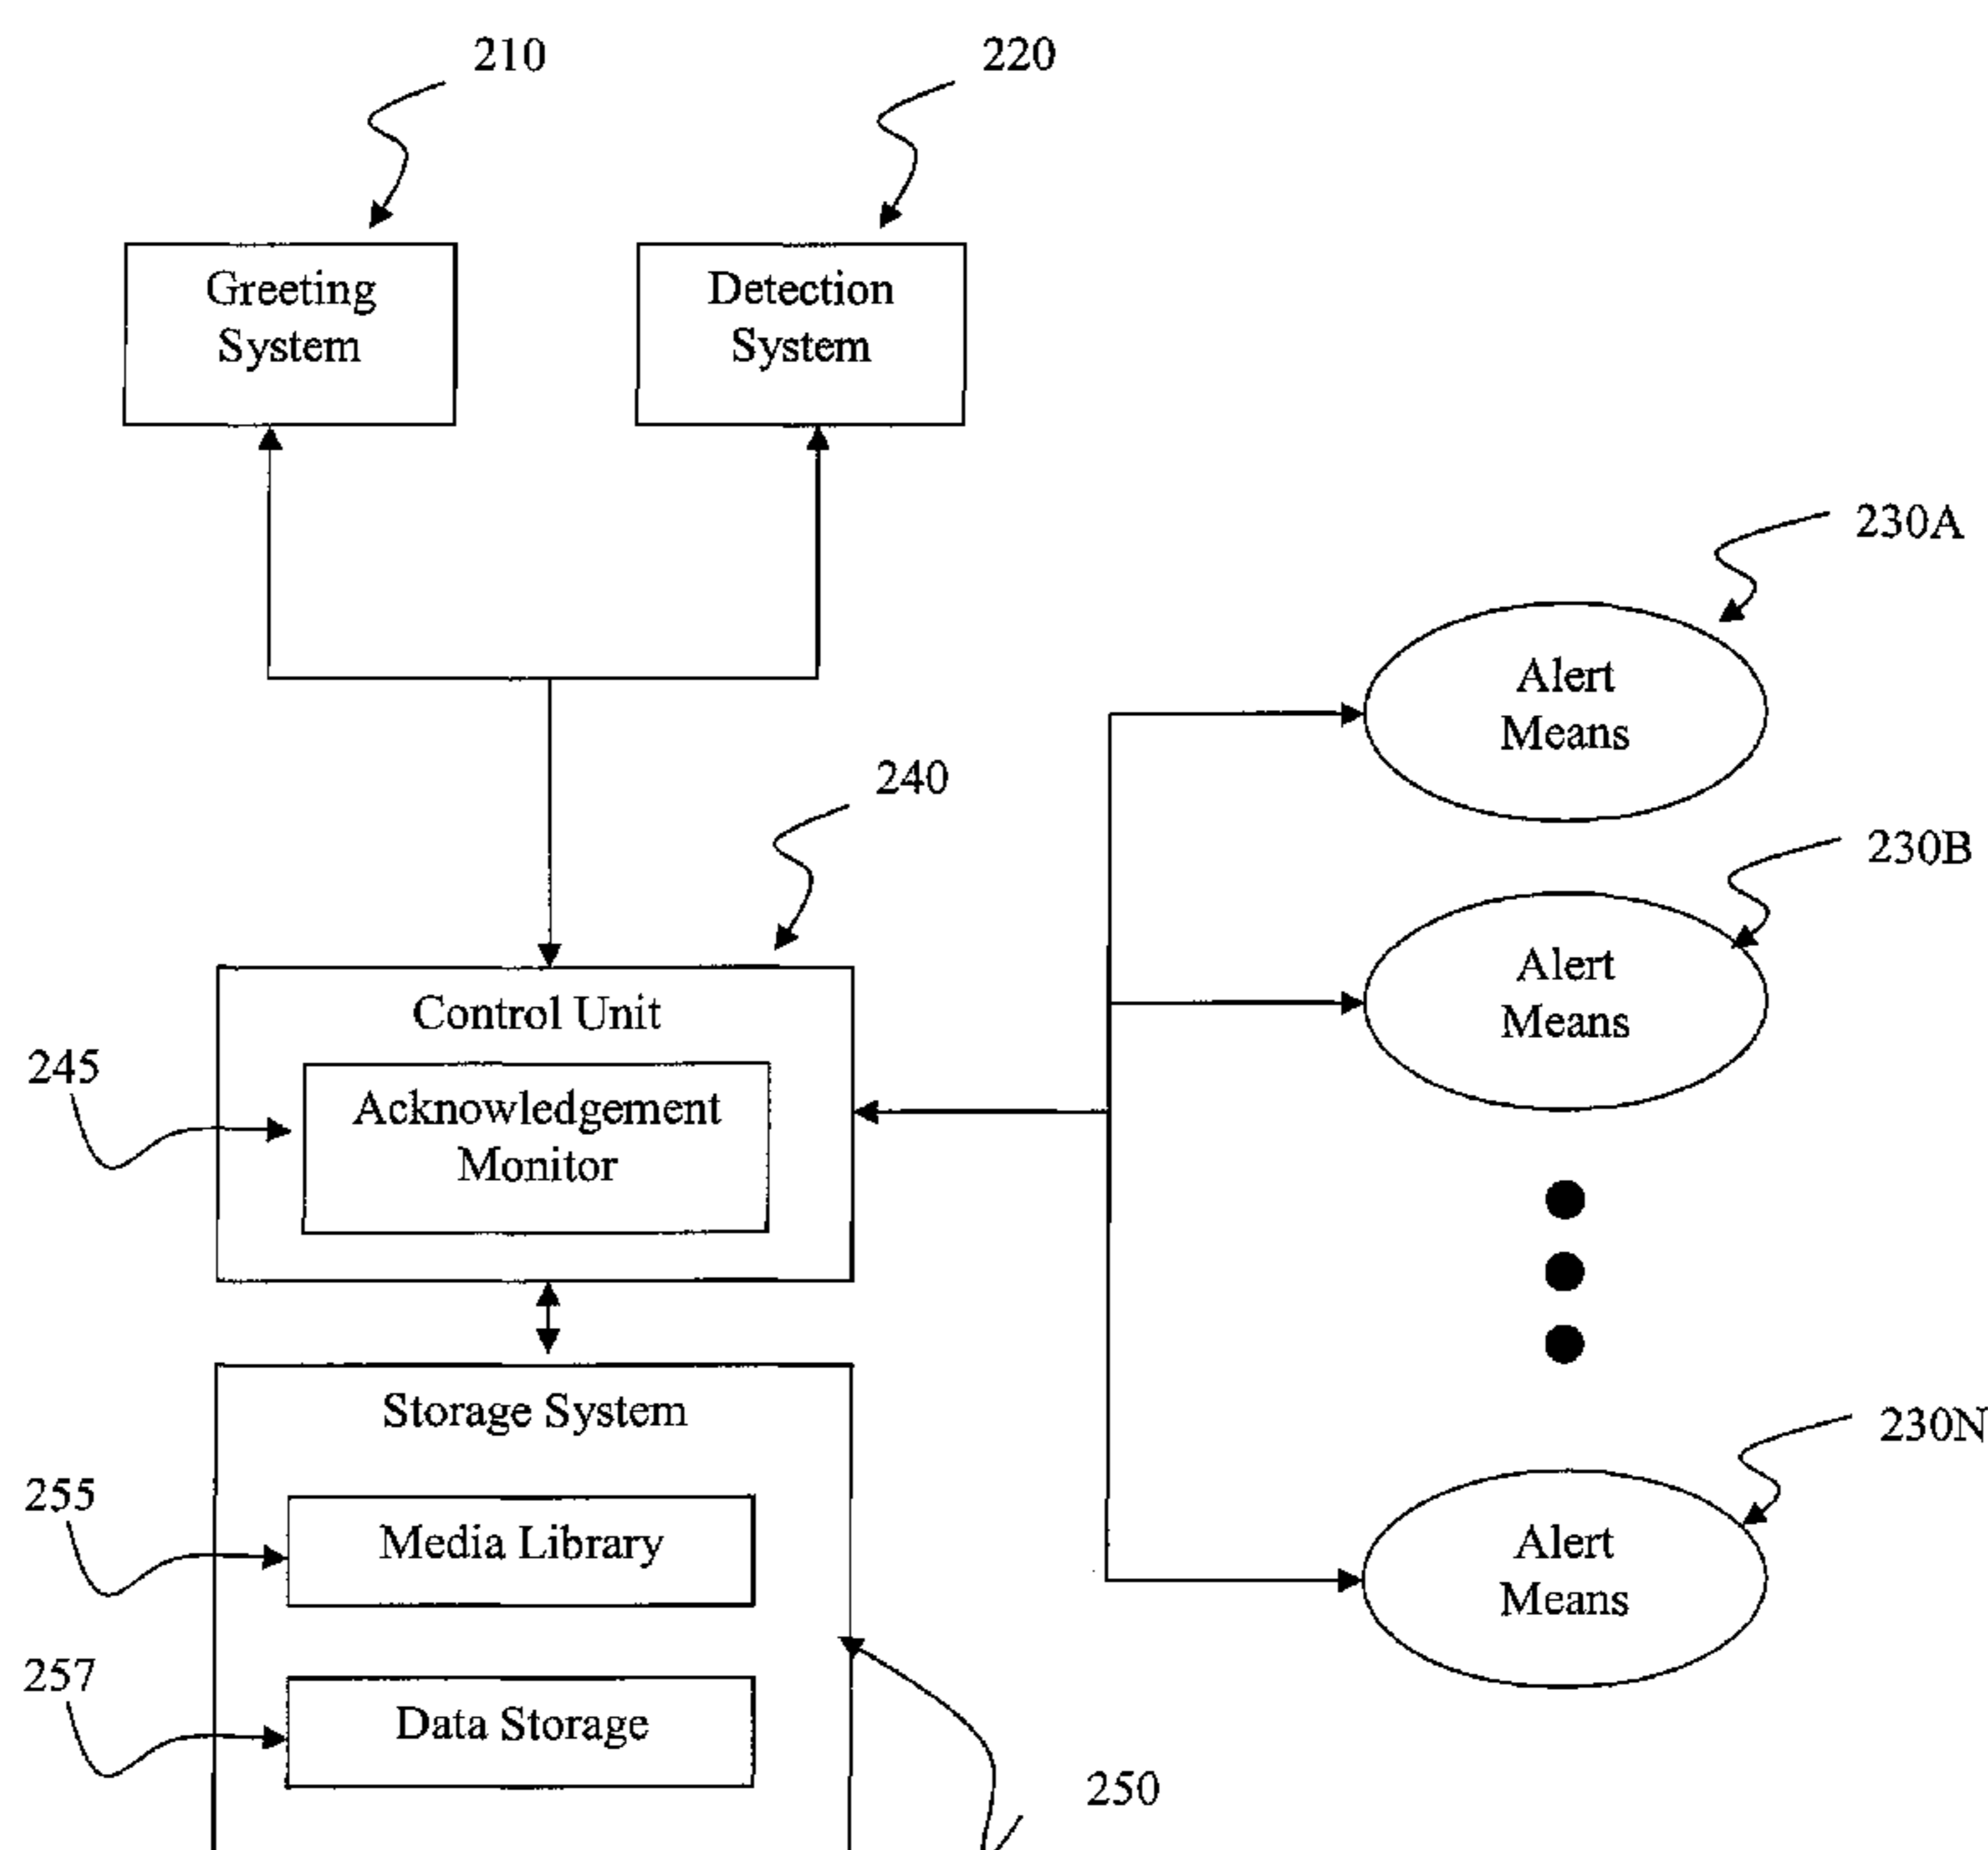 210
220
Greeting
System
Detection
System
230A
Alert
Means
240
230B
Alert
Means
Control Unit
245
Acknowledgement
Monitor
Storage System
230N
255
Media Library
Alert
Means
257
Data Storage
250